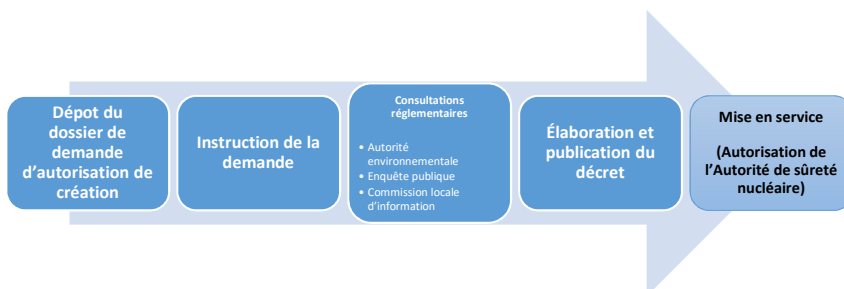 Dépot du
dossier de
demande
d'autorisation de
création
Instruction de la
demande
Consultations
réglementaires
• Autorité
environnementale
• Enquête publique
• Commission locale
d'information
Élaboration et
publication du
décret
Mise en service
(Autorisation de
l'Autorité de sûreté
nucléaire)